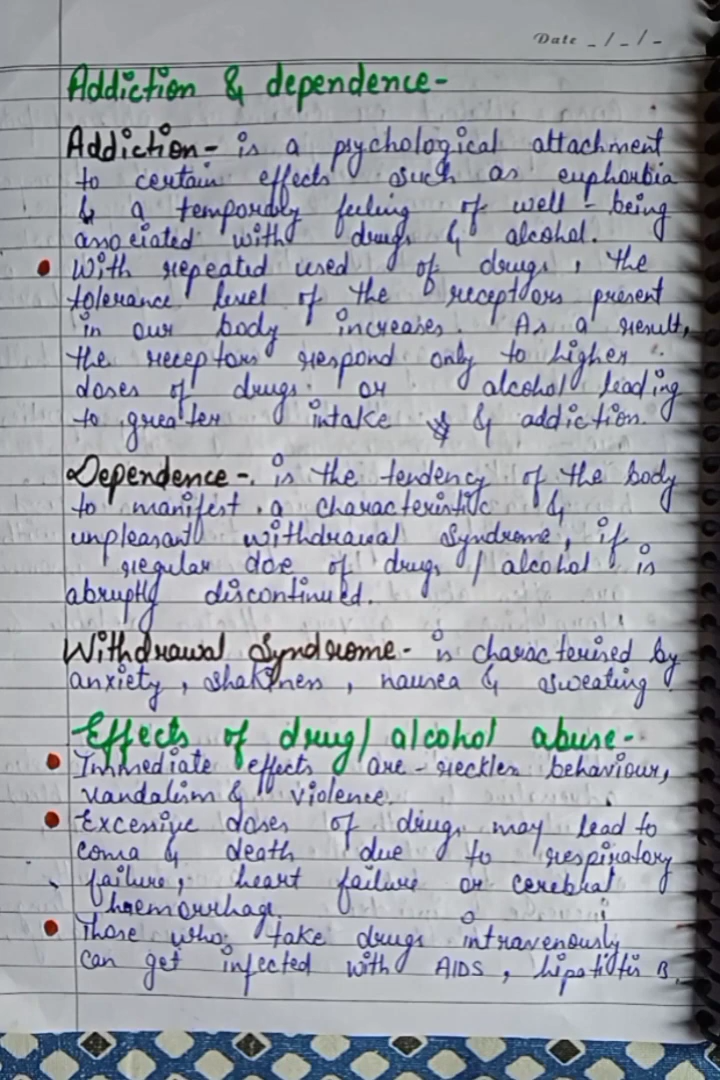 Date _/_/_
Addiction & dependence-
Addiction- is a psychological attachment
to certain effects such as euphorbia
& a temporaly feeling of well-being
associated with drugs & alcohol.
With repeated used of drugs, the
tolerance level of the receptors present
in our body increases. As a result,
the receptors respond only to higher
doses of drugs or alcohol leading
to greater intake & addiction.
Dependence-. is the tendency of the body
to manifest a characteristic &
unpleasant withdrawal syndrome, if
regular dose of drugs / alcohol is
abruptly discontinued.
Withdrawal Syndrome- is characterised by
anxiety, shakiness, nausea & sweating
Effects of drug/ alcohol abuse-
Immediate effects are - reckless behaviour,
vandalism & violence.
Excessive doses of drugs may lead to
coma & death due to respiratory
failure, heart failure or cerebral
haemorrhage.
Those who take drugs intravenously
can get infected with AIDS, hipatitis B.